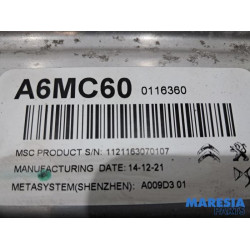 A6MC60 0116360
MSC PRODUCT S/N: 1121163070107
MANUFACTURING DATE: 14-12-21
METASYSTEM(SHENZHEN): A009D3 01
MARESIA